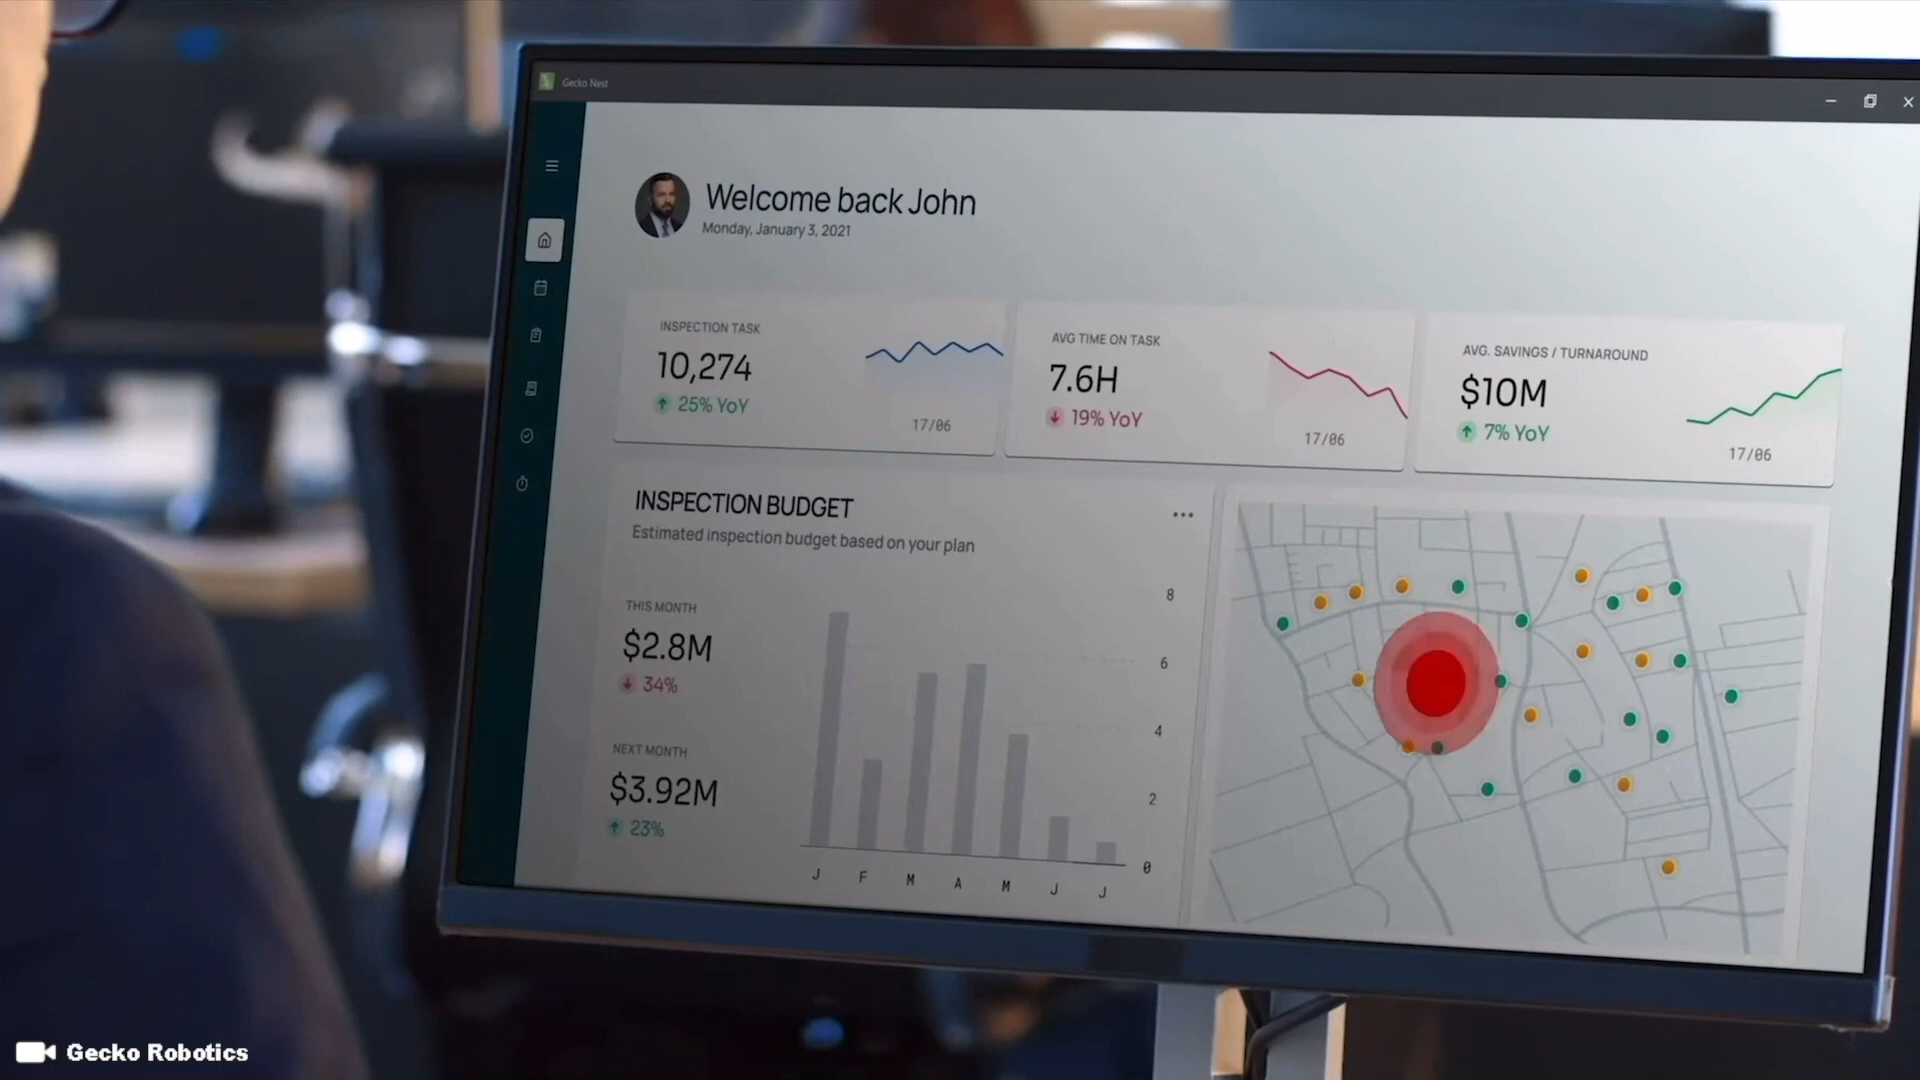 Gecko Nest
Welcome back John
Monday, January 3, 2021
INSPECTION TASK
10,274
25% YoY
17/06
AVG TIME ON TASK
7.6H
19% YoY
17/06
AVG. SAVINGS / TURNAROUND
$10M
7% YoY
17/06
INSPECTION BUDGET
Estimated inspection budget based on your plan
THIS MONTH
$2.8M
34%
NEXT MONTH
$3.92M
23%
8
6
4
2
0
J F M A M J J
Gecko Robotics